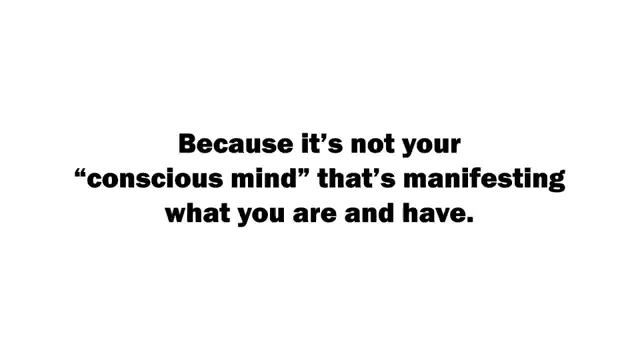 Because it’s not your
“conscious mind” that’s manifesting
what you are and have.